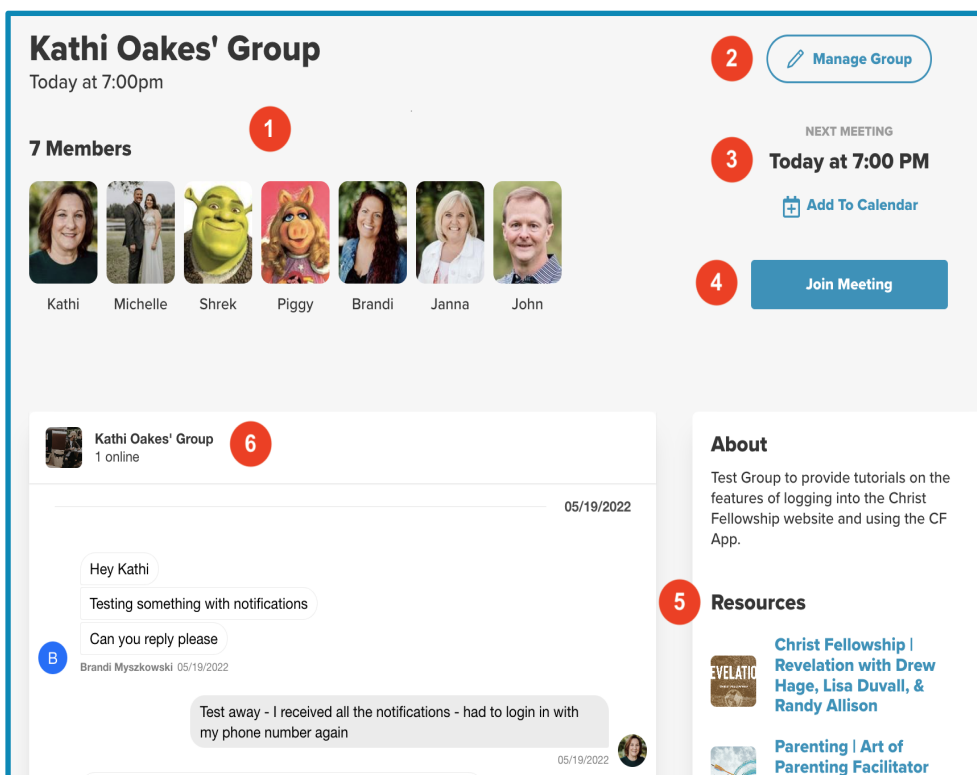 Kathi Oakes' Group
Today at 7:00pm
2
Manage Group
1
7 Members
NEXT MEETING
3
Today at 7:00 PM
Add To Calendar
4
Join Meeting
Kathi
Michelle
Shrek
Piggy
Brandi
Janna
John
Kathi Oakes' Group
1 online
6
05/19/2022
Hey Kathi
Testing something with notifications
Can you reply please
B
Brandi Myszkowski 05/19/2022
Test away - I received all the notifications - had to login in with
my phone number again
05/19/2022
About
Test Group to provide tutorials on the
features of logging into the Christ
Fellowship website and using the CF
App.
5
Resources
EVELATIO
Christ Fellowship |
Revelation with Drew
Hage, Lisa Duvall, &
Randy Allison
Parenting | Art of
Parenting Facilitator